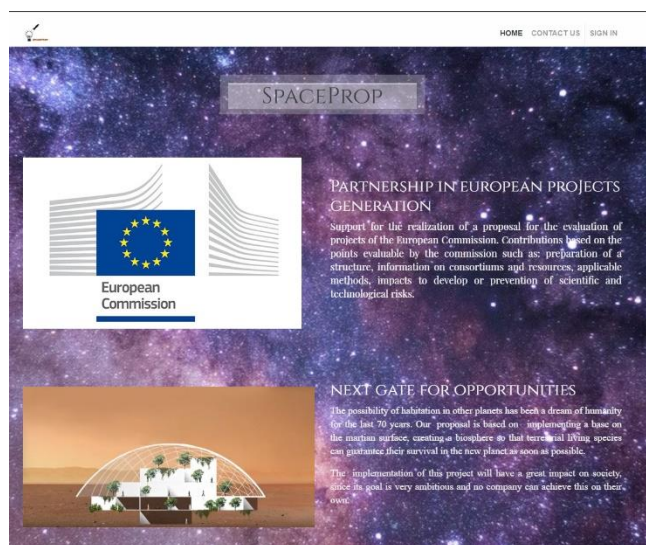 HOME CONTACT US SIGN IN
SPACEPROP
European
Commission
PARTNERSHIP IN EUROPEAN PROJECTS
GENERATION
Support for the realization of a proposal for the evaluation of
projects of the European Commission. Contributions based on the
points evaluable by the commission such as: preparation of a
structure, information on consortiums and resources, applicable
methods, impacts to develop or prevention of scientific and
technological risks.
NEXT GATE FOR OPPORTUNITIES
The possibility of habitation in other planets has been a dream of humanity
for the last 70 years. Our proposal is based on implementing a base on
the martian surface, creating a biosphere so that terrestrial living species
can guarantee their survival in the new planet as soon as possible.
The implementation of this project will have a great impact on society,
since its goal is very ambitious and no company can achieve this on their
own.